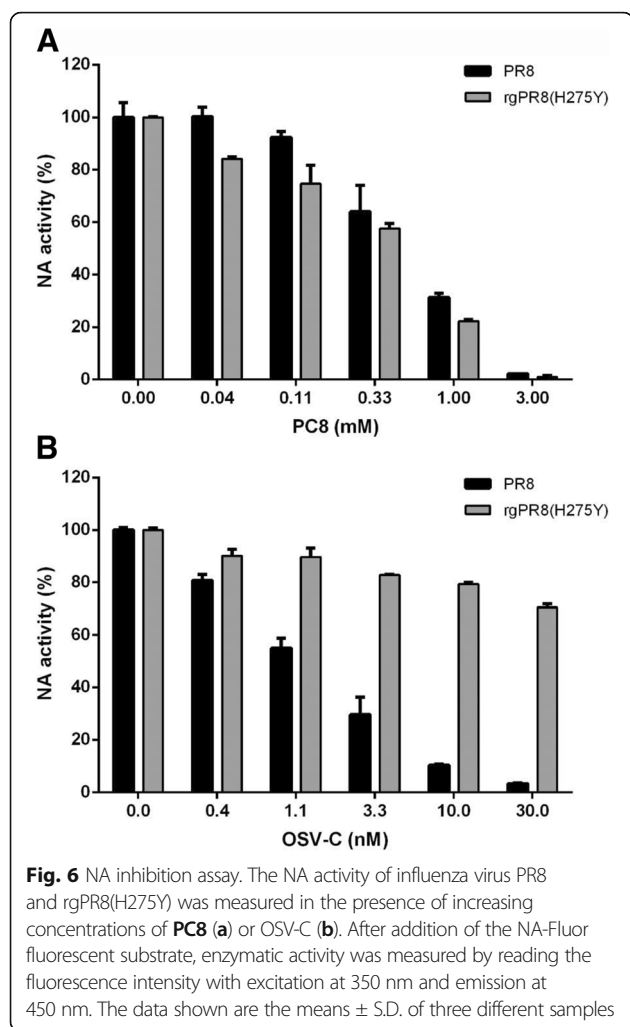 A
120
100
80
60
40
20
0
NA activity (%)
PR8
rgPR8(H275Y)
0.00 0.04 0.11 0.33 1.00 3.00
PC8 (mM)
B
120
100
80
60
40
20
0
NA activity (%)
PR8
rgPR8(H275Y)
0.0 0.4 1.1 3.3 10.0 30.0
OSV-C (nM)
Fig. 6 NA inhibition assay. The NA activity of influenza virus PR8
and rgPR8(H275Y) was measured in the presence of increasing
concentrations of PC8 (a) or OSV-C (b). After addition of the NA-Fluor
fluorescent substrate, enzymatic activity was measured by reading the
fluorescence intensity with excitation at 350 nm and emission at
450 nm. The data shown are the means ± S.D. of three different samples